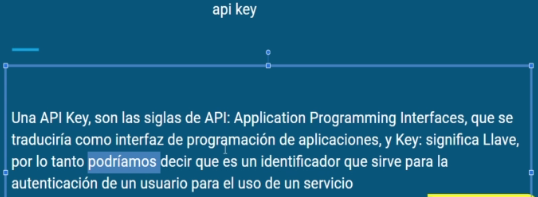 api key
Una API Key, son las siglas de API: Application Programming Interfaces, que se
traduciría como interfaz de programación de aplicaciones, y Key: significa Llave,
por lo tanto podríamos decir que es un identificador que sirve para la
autenticación de un usuario para el uso de un servicio